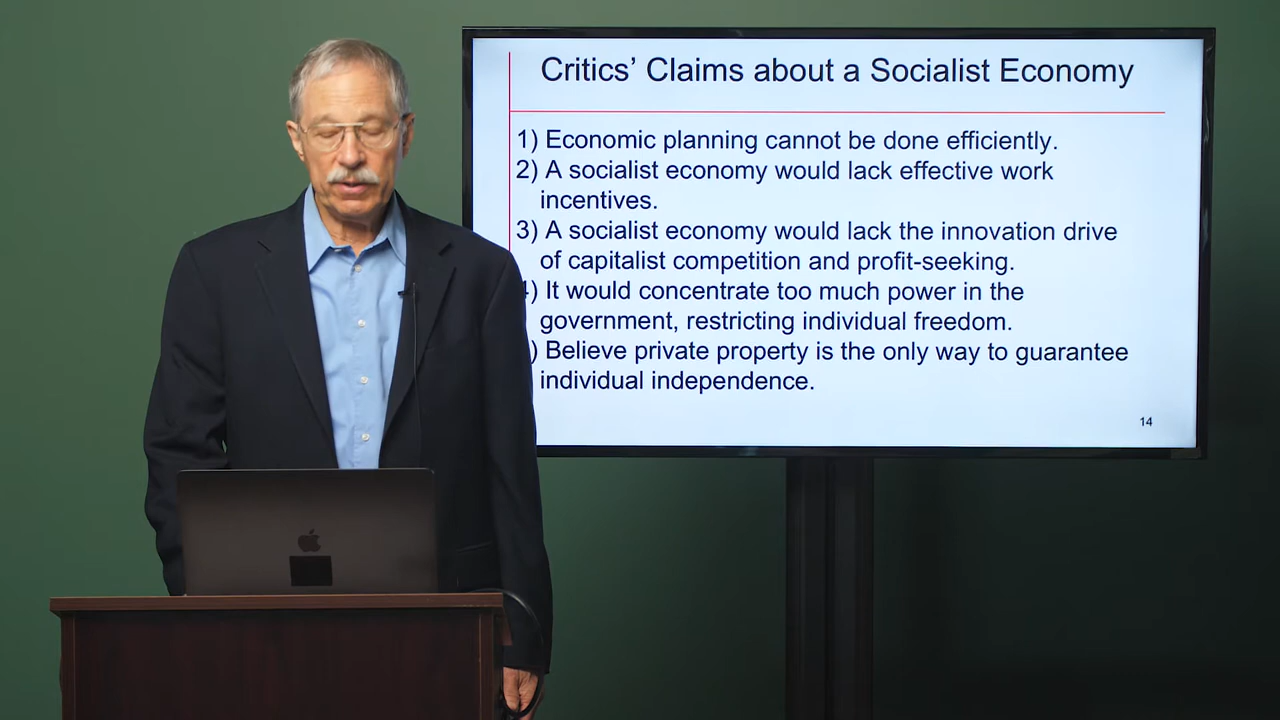 Critics’ Claims about a Socialist Economy
1) Economic planning cannot be done efficiently.
2) A socialist economy would lack effective work
incentives.
3) A socialist economy would lack the innovation drive
of capitalist competition and profit-seeking.
4) It would concentrate too much power in the
government, restricting individual freedom.
) Believe private property is the only way to guarantee
individual independence.
14